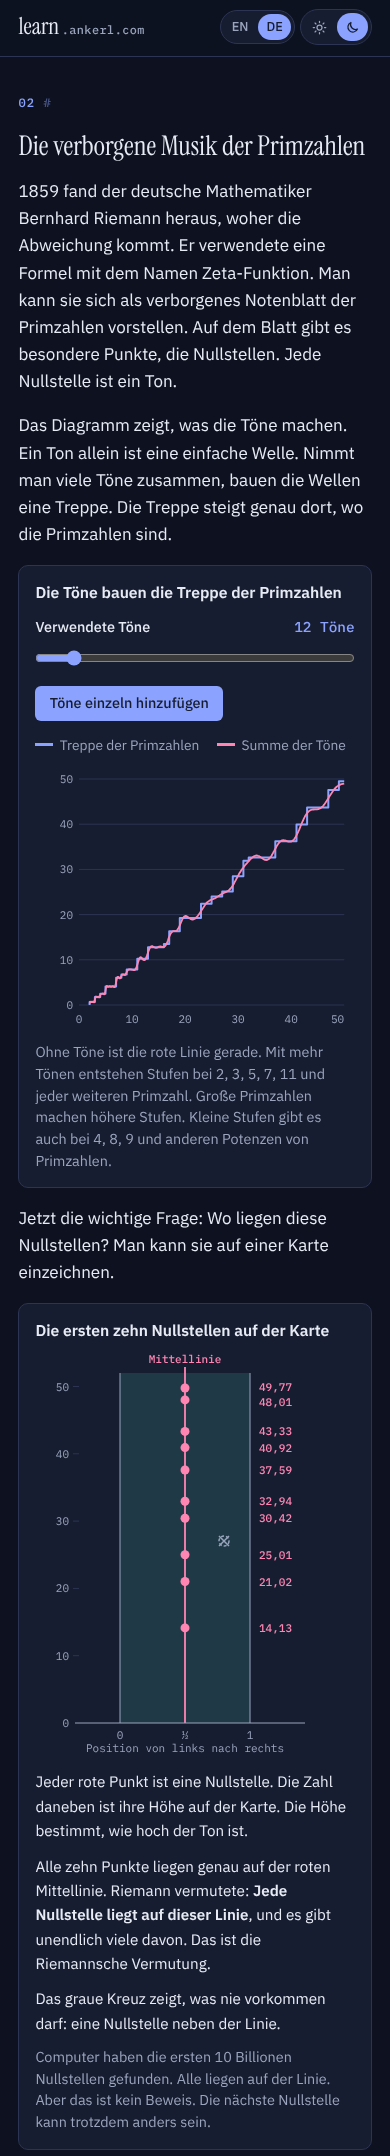 learn.ankerl.com
EN DE
02 #
Die verborgene Musik der Primzahlen
1859 fand der deutsche Mathematiker
Bernhard Riemann heraus, woher die
Abweichung kommt. Er verwendete eine
Formel mit dem Namen Zeta-Funktion. Man
kann sie sich als verborgenes Notenblatt der
Primzahlen vorstellen. Auf dem Blatt gibt es
besondere Punkte, die Nullstellen. Jede
Nullstelle ist ein Ton.
Das Diagramm zeigt, was die Töne machen.
Ein Ton allein ist eine einfache Welle. Nimmt
man viele Töne zusammen, bauen die Wellen
eine Treppe. Die Treppe steigt genau dort, wo
die Primzahlen sind.
Die Töne bauen die Treppe der Primzahlen
Verwendete Töne 12 Töne
Töne einzeln hinzufügen
Treppe der Primzahlen Summe der Töne
50
40
30
20
10
0
0 10 20 30 40 50
Ohne Töne ist die rote Linie gerade. Mit mehr
Tönen entstehen Stufen bei 2, 3, 5, 7, 11 und
jeder weiteren Primzahl. Große Primzahlen
machen höhere Stufen. Kleine Stufen gibt es
auch bei 4, 8, 9 und anderen Potenzen von
Primzahlen.
Jetzt die wichtige Frage: Wo liegen diese
Nullstellen? Man kann sie auf einer Karte
einzeichnen.
Die ersten zehn Nullstellen auf der Karte
Mittellinie
50 49,77
48,01
43,33
40 40,92
37,59
32,94
30 30,42
25,01
20 21,02
14,13
10
0
0 ½ 1
Position von links nach rechts
Jeder rote Punkt ist eine Nullstelle. Die Zahl
daneben ist ihre Höhe auf der Karte. Die Höhe
bestimmt, wie hoch der Ton ist.
Alle zehn Punkte liegen genau auf der roten
Mittellinie. Riemann vermutete: Jede
Nullstelle liegt auf dieser Linie, und es gibt
unendlich viele davon. Das ist die
Riemannsche Vermutung.
Das graue Kreuz zeigt, was nie vorkommen
darf: eine Nullstelle neben der Linie.
Computer haben die ersten 10 Billionen
Nullstellen gefunden. Alle liegen auf der Linie.
Aber das ist kein Beweis. Die nächste Nullstelle
kann trotzdem anders sein.